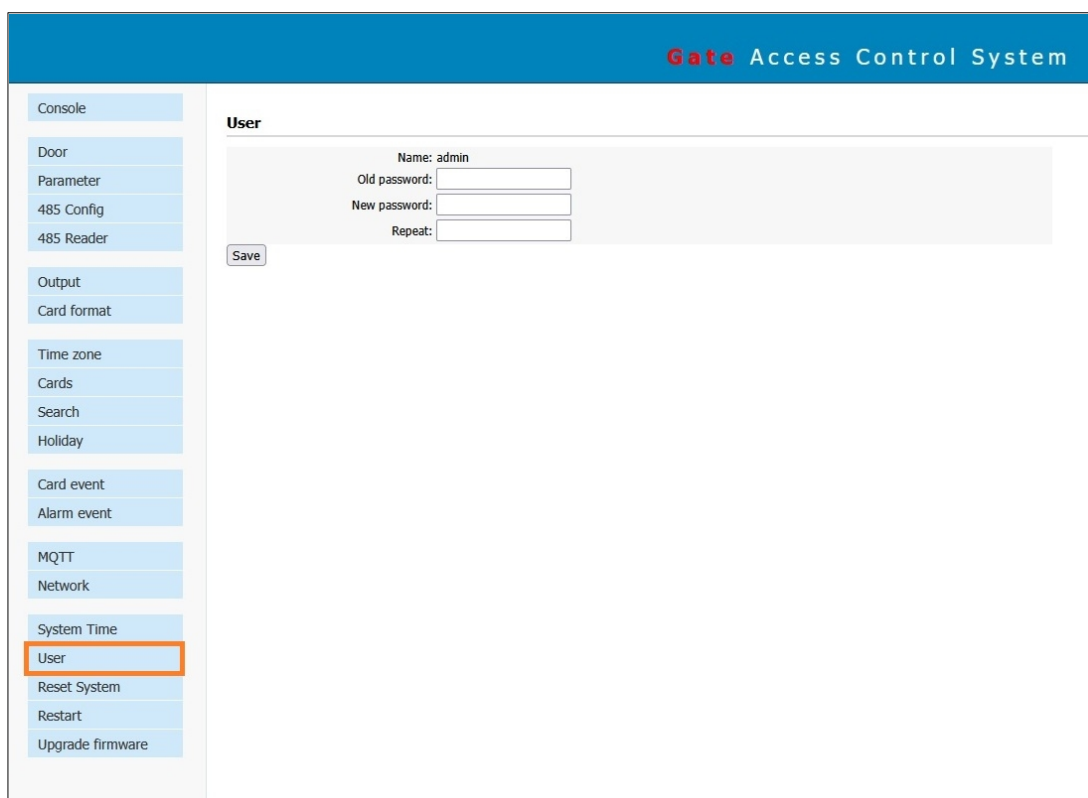 Gate Access Control System
Console
Door
Parameter
485 Config
485 Reader
Output
Card format
Time zone
Cards
Search
Holiday
Card event
Alarm event
MQTT
Network
System Time
User
Reset System
Restart
Upgrade firmware
User
Name: admin
Old password:
New password:
Repeat:
Save